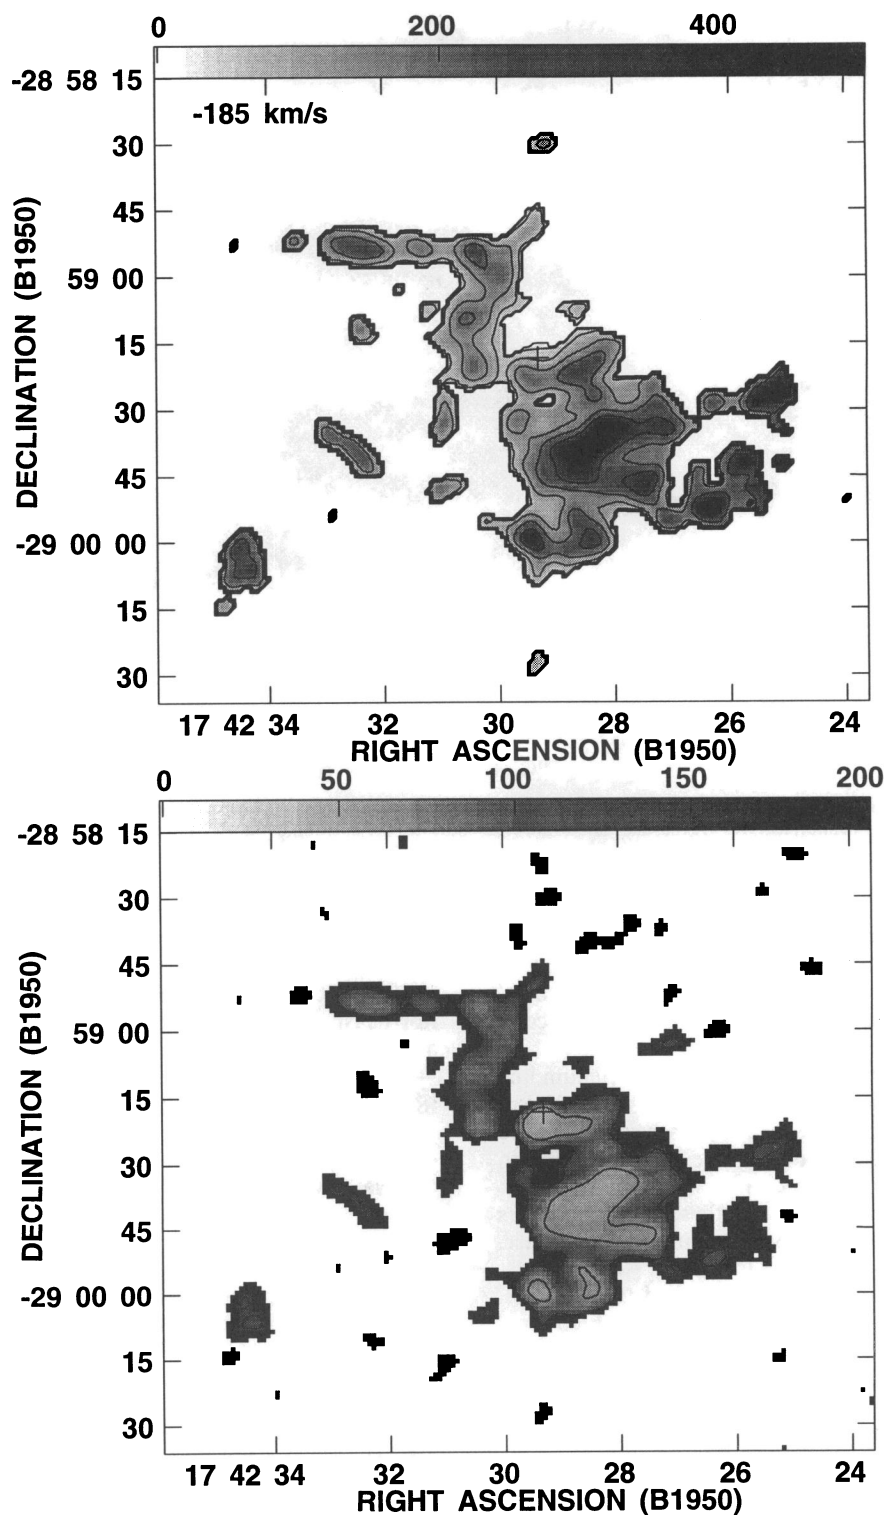 0 200 400
-28 58 15
-185 km/s
30
45
59 00
15
30
45
-29 00 00
15
30
DECLINATION (B1950)
17 42 34 32 30 28 26 24
RIGHT ASCENSION (B1950)
0 50 100 150 200
-28 58 15
30
45
59 00
15
30
45
-29 00 00
15
30
DECLINATION (B1950)
17 42 34 32 30 28 26 24
RIGHT ASCENSION (B1950)